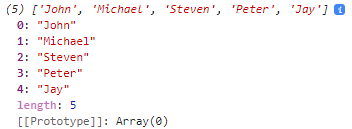 (5) ['John', 'Michael', 'Steven', 'Peter', 'Jay'] i
0: "John"
1: "Michael"
2: "Steven"
3: "Peter"
4: "Jay"
length: 5
[[Prototype]]: Array(0)